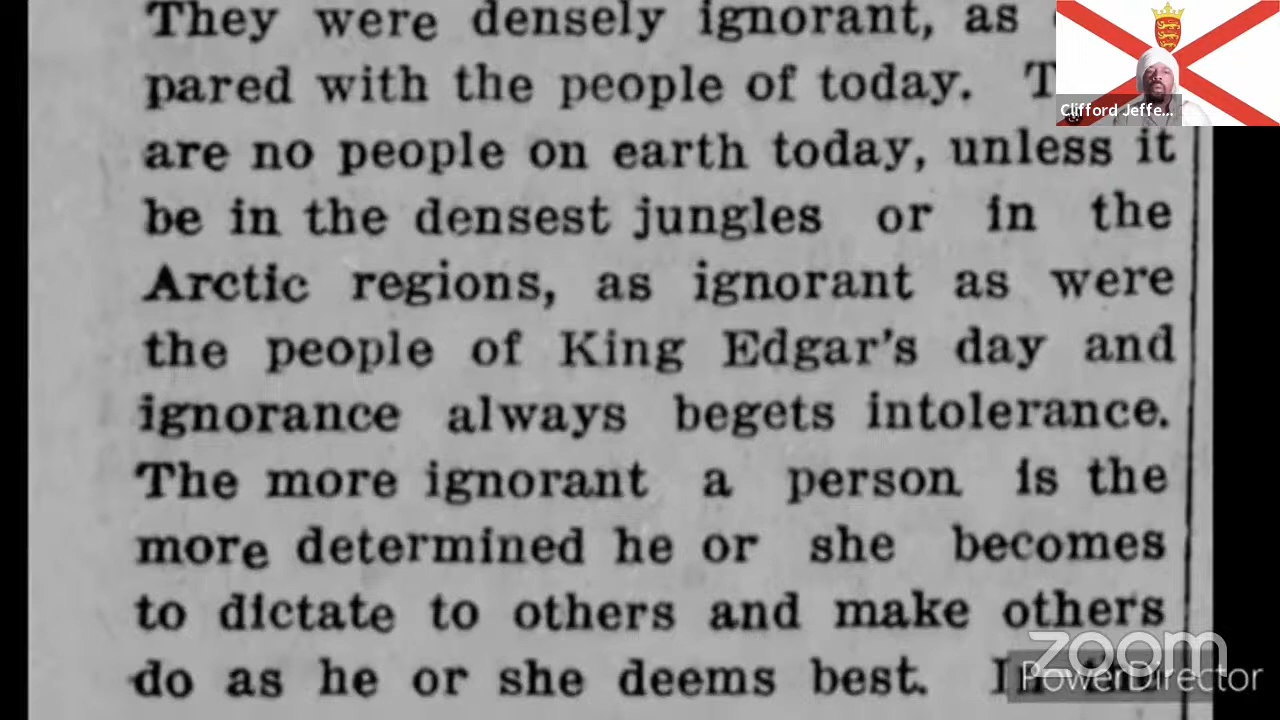 They were densely ignorant, as
pared with the people of today.
are no people on earth today, unless it
be in the densest jungles or in the
Arctic regions, as ignorant as were
the people of King Edgar's day and
ignorance always begets intolerance.
The more ignorant a person is the
more determined he or she becomes
to dictate to others and make others
do as he or she deems best.
Clifford Jeffe...
zoom
PowerDirector